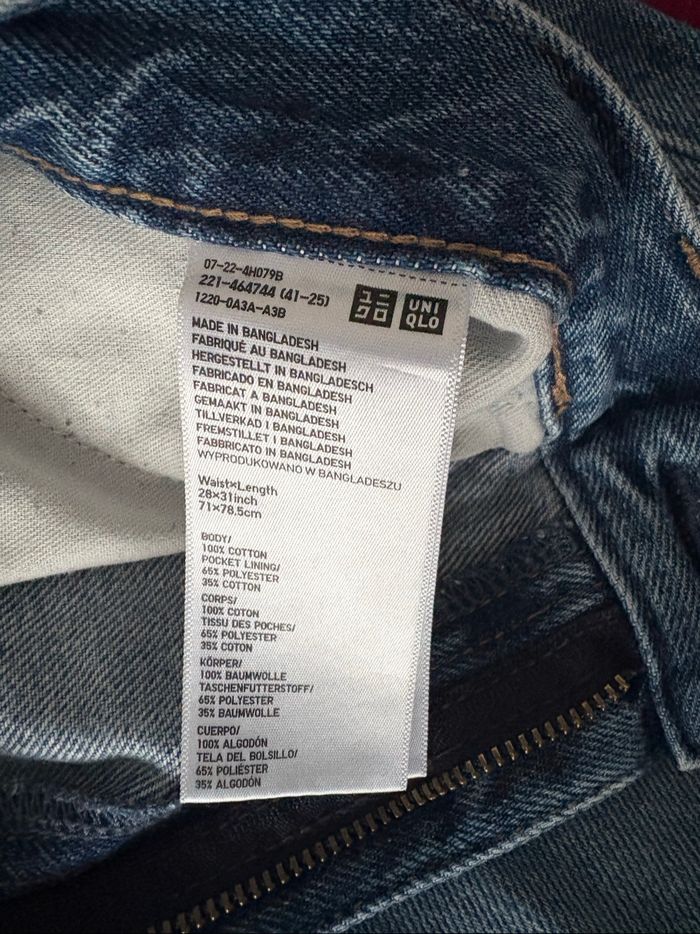 07-22-4H079B
221-464744 (41-25)
1220-0A3A-A3B
ユニ
クロ
UNI
QLO
MADE IN BANGLADESH
FABRIQUÉ AU BANGLADESH
HERGESTELLT IN BANGLADESCH
FABRICADO EN BANGLADESH
FABRICAT A BANGLADESH
GEMAAKT IN BANGLADESH
TILLVERKAD I BANGLADESH
FREMSTILLET I BANGLADESH
FABBRICATO IN BANGLADESH
WYPRODUKOWANO W BANGLADESZU
Waist×Length
28×31inch
71×78.5cm
BODY/
100% COTTON
POCKET LINING/
65% POLYESTER
35% COTTON
CORPS/
100% COTON
TISSU DES POCHES/
65% POLYESTER
35% COTON
KÖRPER/
100% BAUMWOLLE
TASCHENFUTTERSTOFF/
65% POLYESTER
35% BAUMWOLLE
CUERPO/
100% ALGODÓN
TELA DEL BOLSILLO/
65% POLIÉSTER
35% ALGODÓN